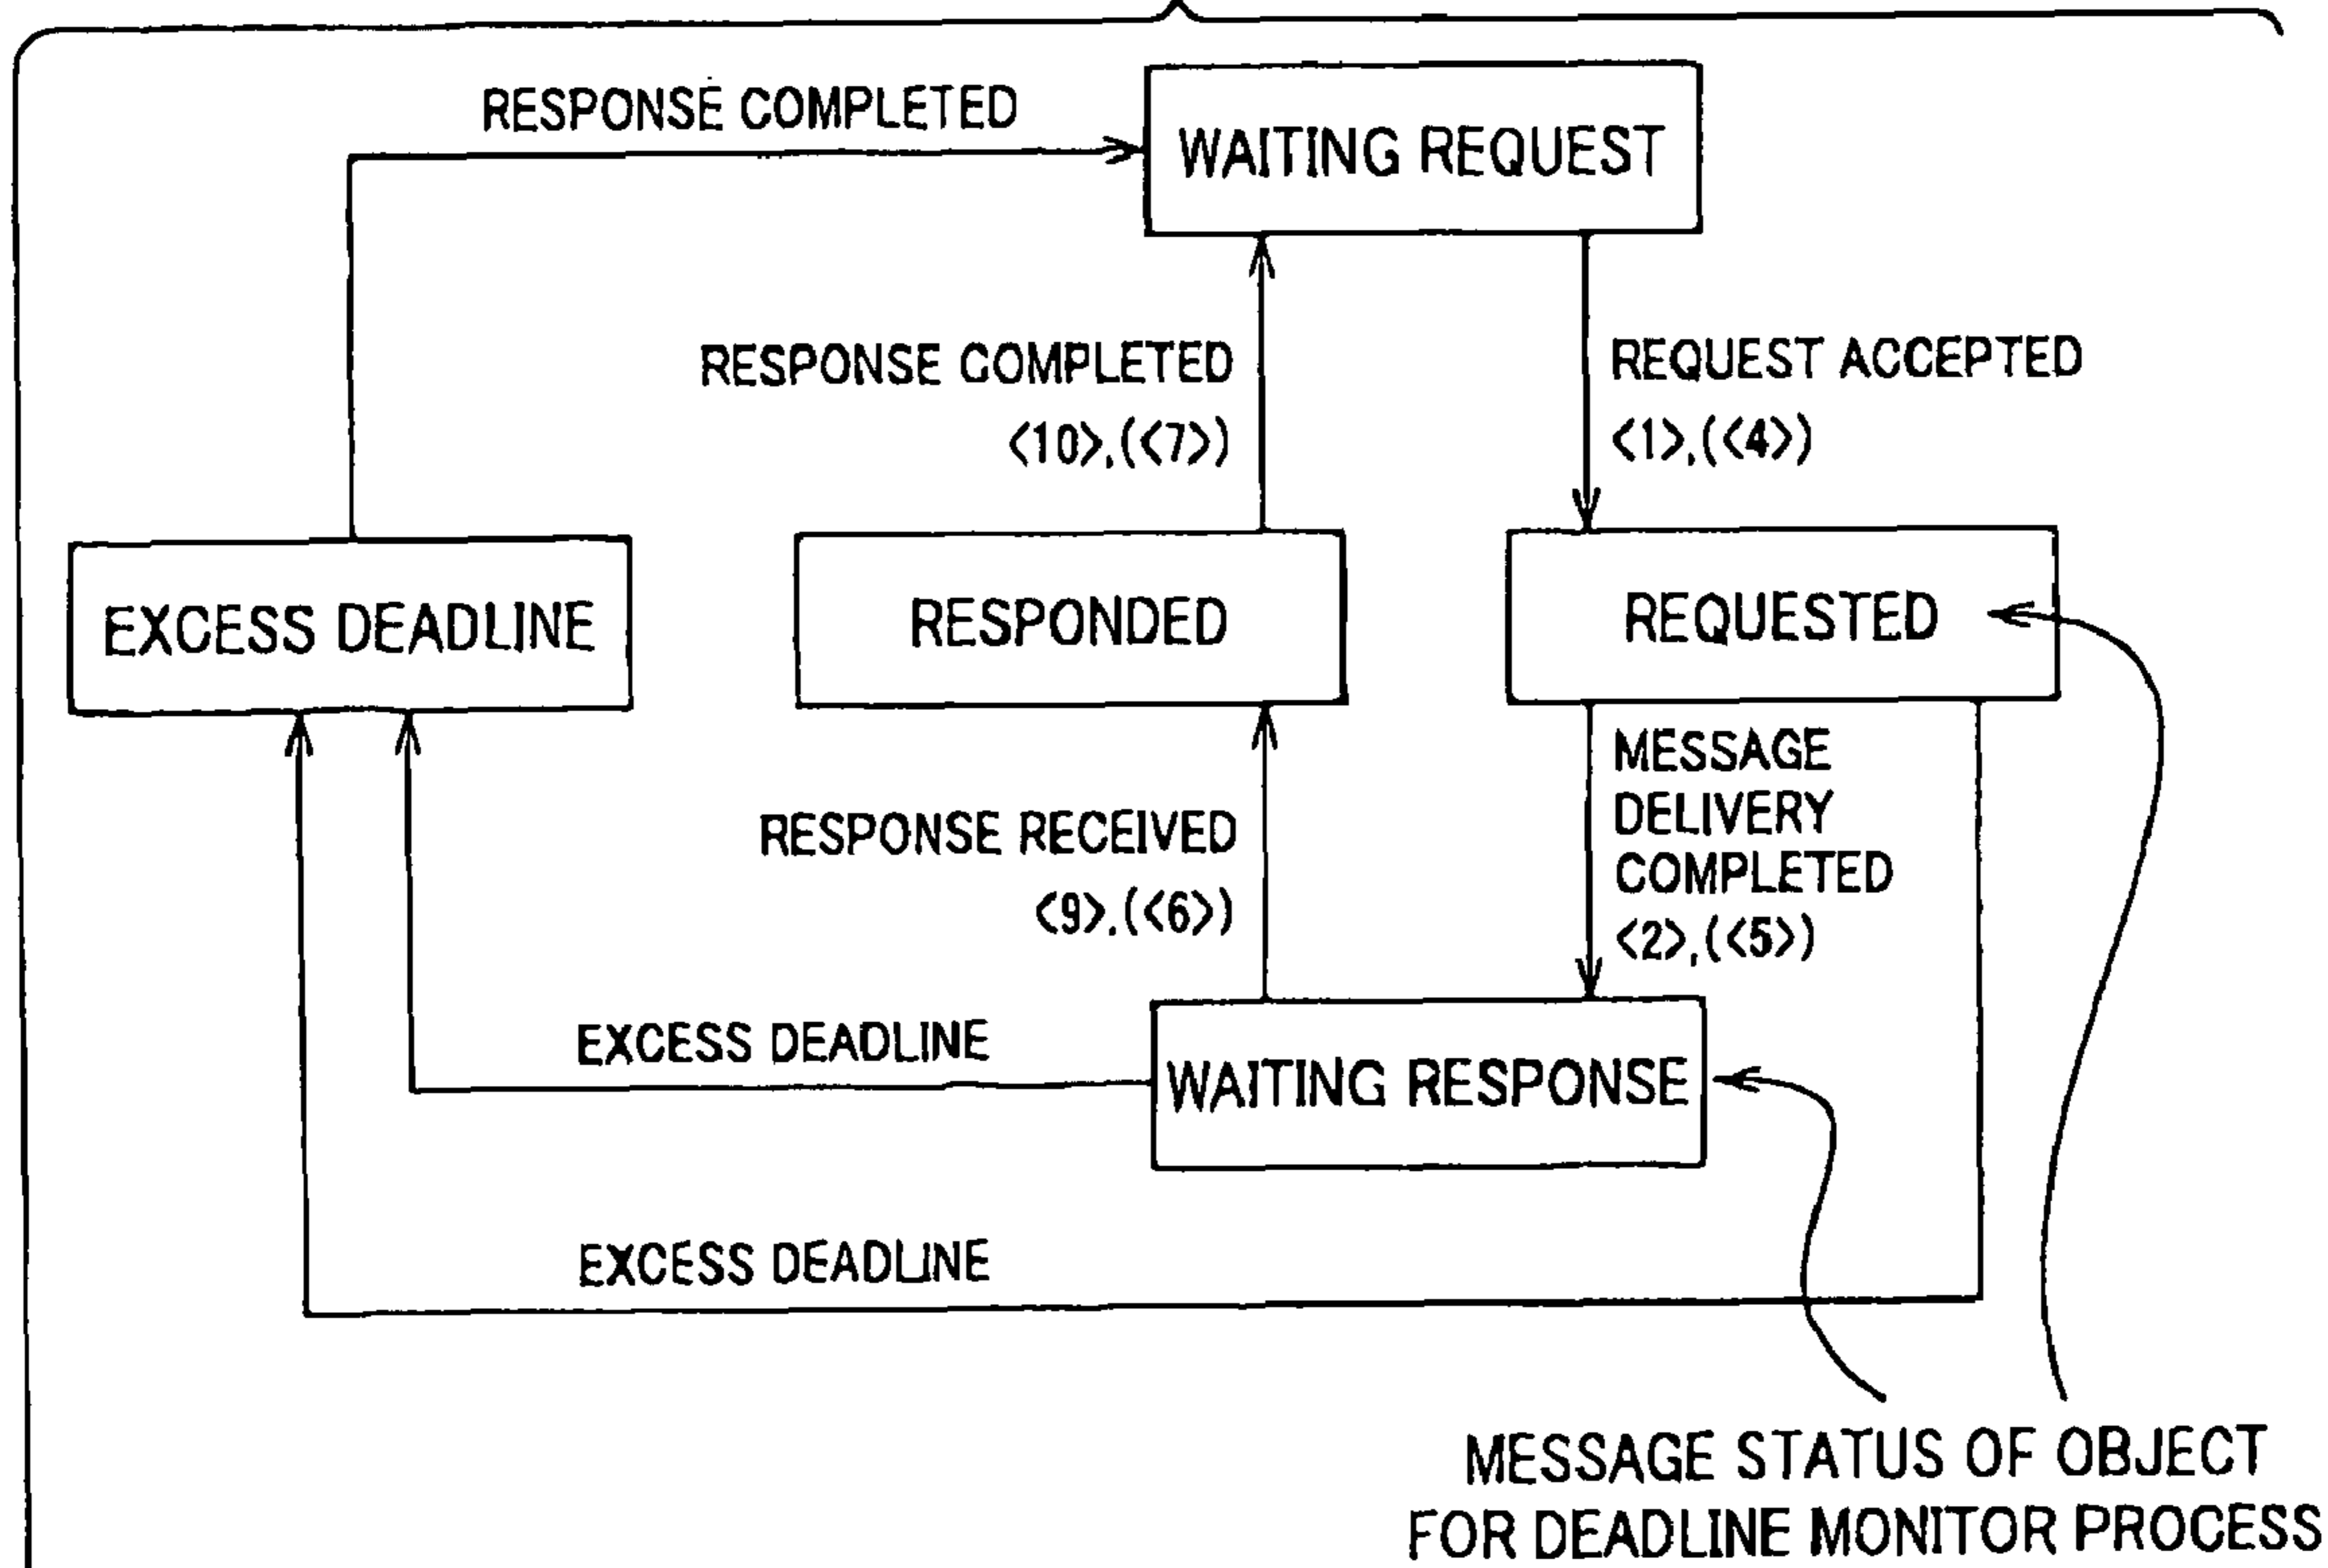 RESPONSE COMPLETED
WAITING REQUEST
RESPONSE COMPLETED
<10>,(<7>)
REQUEST ACCEPTED
<1>,(<4>)
EXCESS DEADLINE
RESPONDED
REQUESTED
MESSAGE
DELIVERY
COMPLETED
<2>,(<5>)
RESPONSE RECEIVED
<9>,(<6>)
EXCESS DEADLINE
WAITING RESPONSE
EXCESS DEADLINE
MESSAGE STATUS OF OBJECT
FOR DEADLINE MONITOR PROCESS